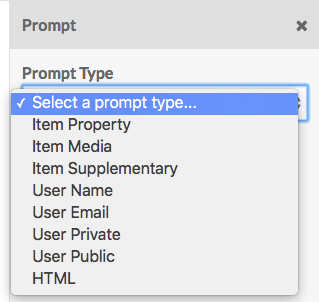 Prompt
Prompt Type
Select a prompt type...
Item Property
Item Media
Item Supplementary
User Name
User Email
User Private
User Public
HTML